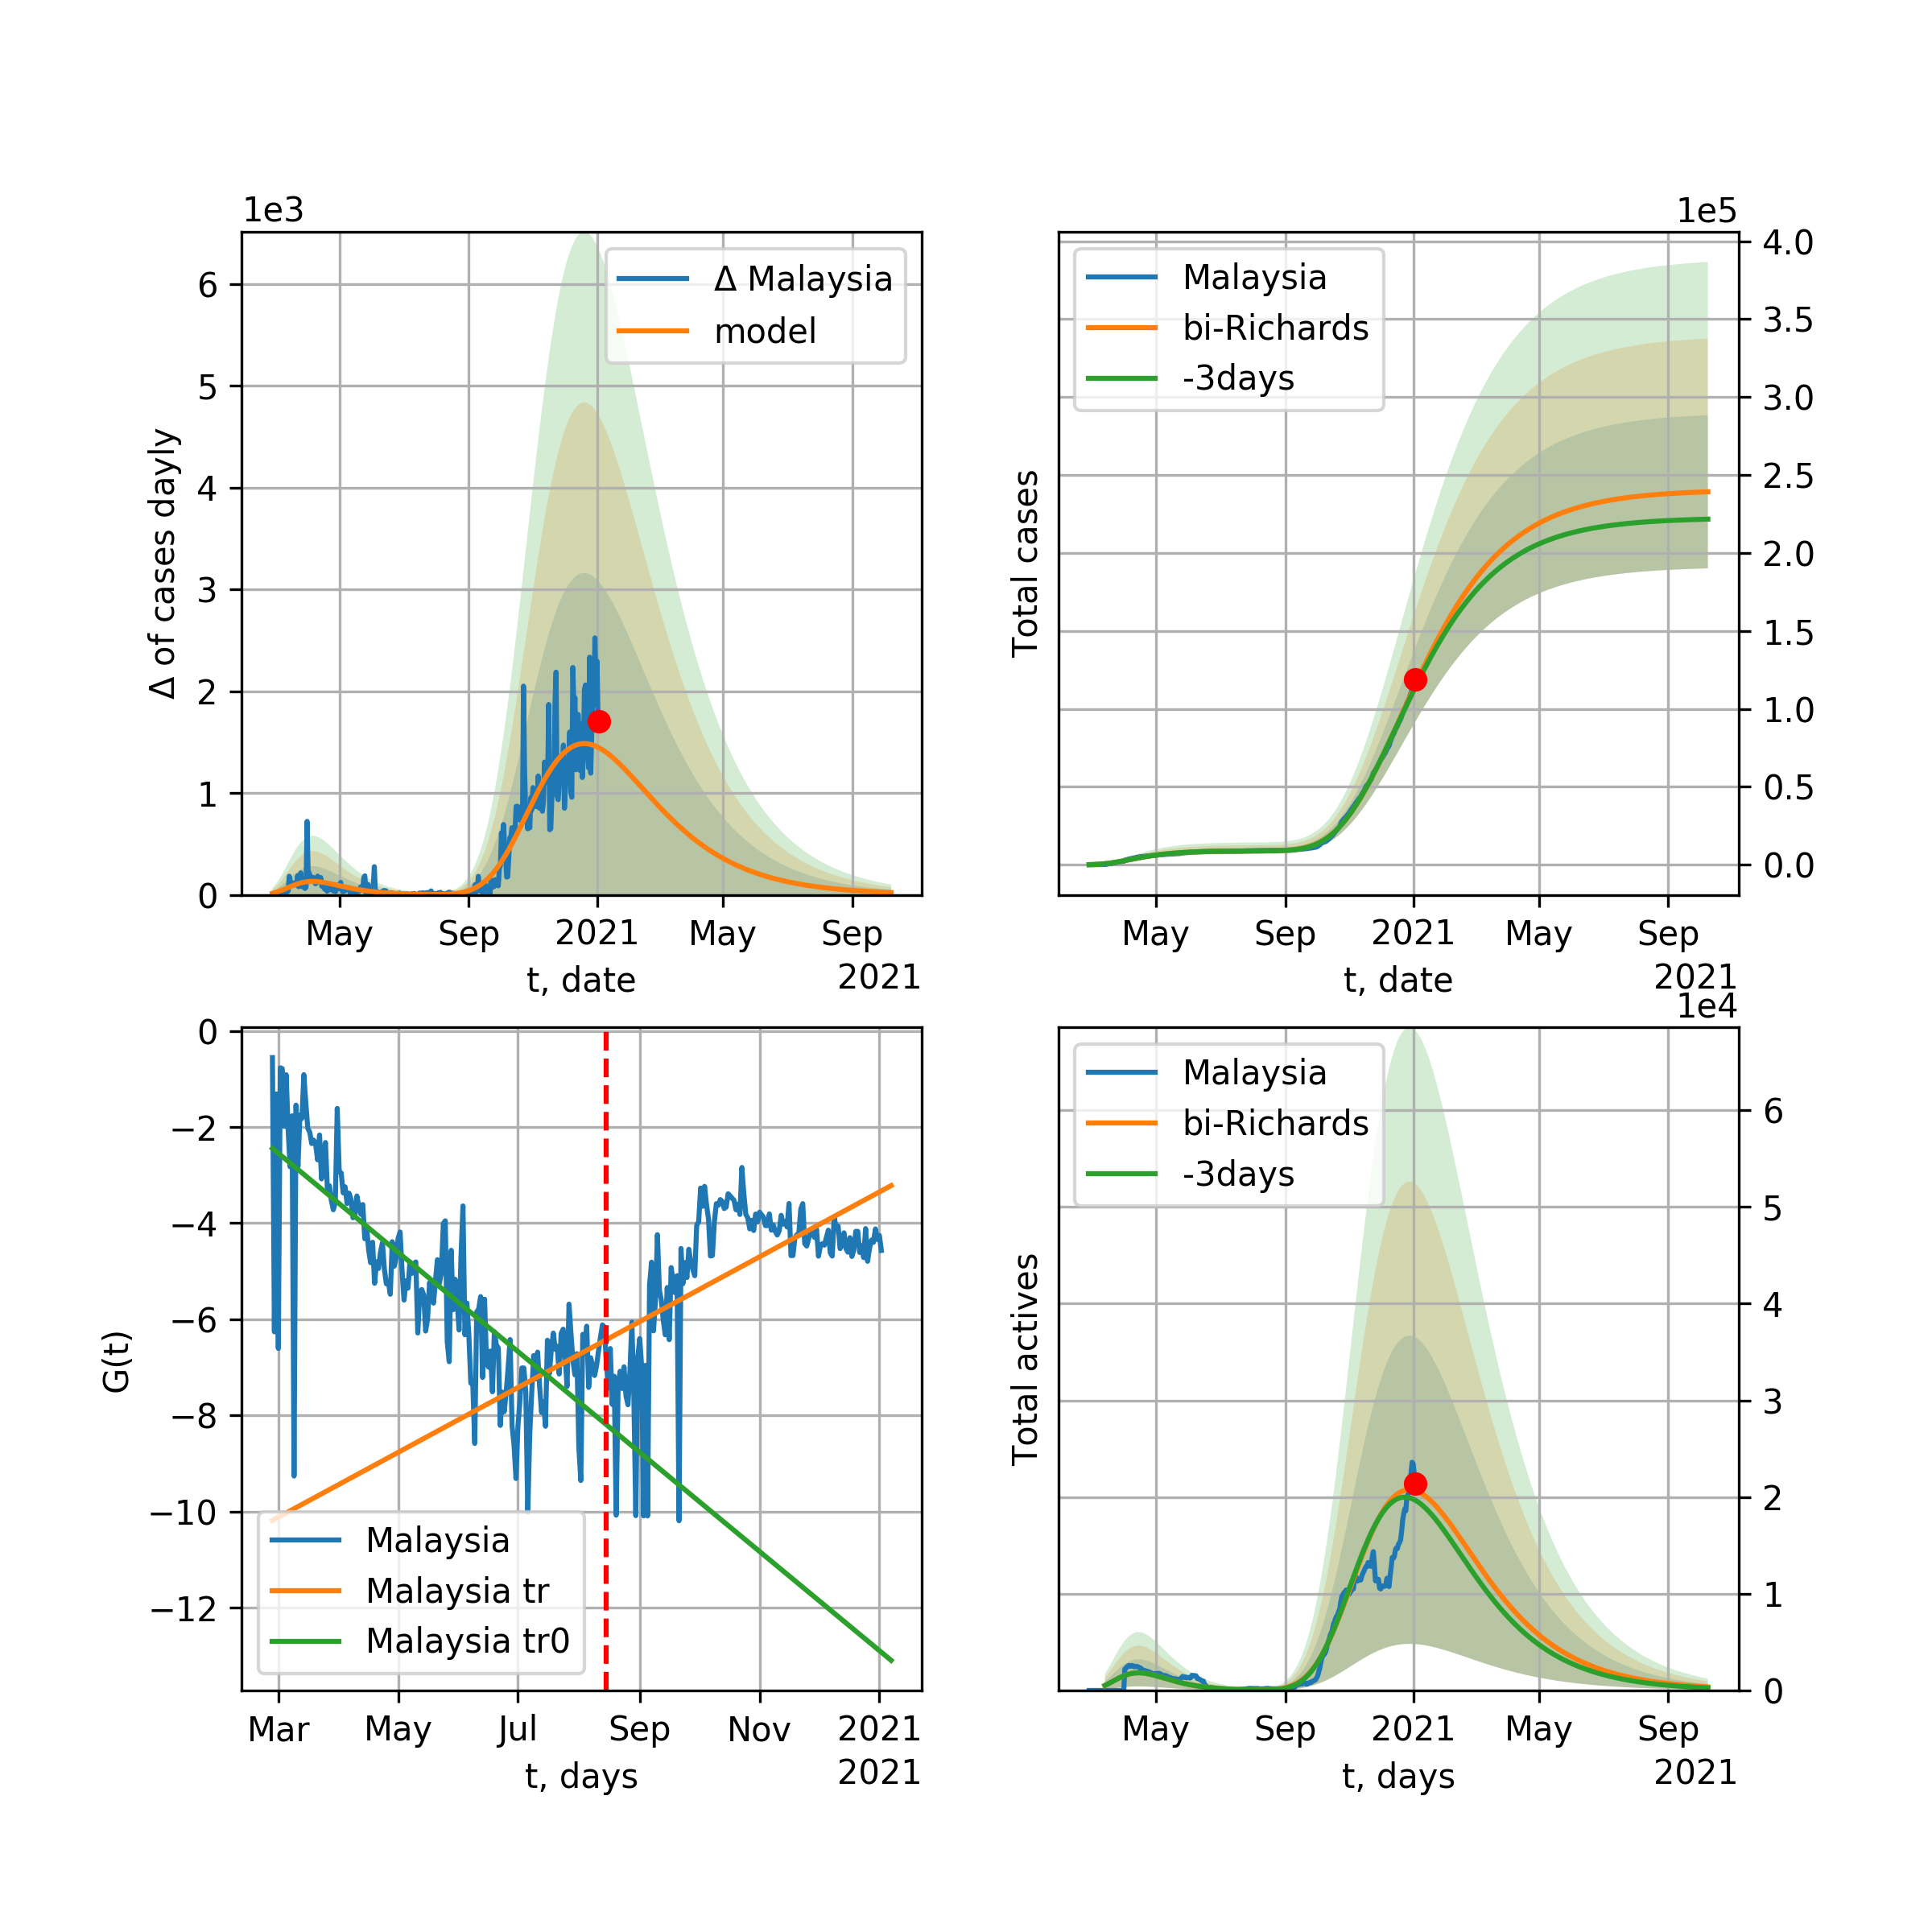 1e3
Δ Malaysia
model
6
5
4
3
2
1
0
Δ of cases dayly
May
Sep
2021
May
Sep
t, date
2021
1e5
Malaysia
bi-Richards
-3days
4.0
3.5
3.0
2.5
2.0
1.5
1.0
0.5
0.0
Total cases
May
Sep
2021
May
Sep
t, date
2021
0
−2
−4
−6
−8
−10
−12
G(t)
Malaysia
Malaysia tr
Malaysia tr0
Mar
May
Jul
Sep
Nov
2021
t, days
2021
1e4
Malaysia
bi-Richards
-3days
6
5
4
3
2
1
0
Total actives
May
Sep
2021
May
Sep
t, days
2021